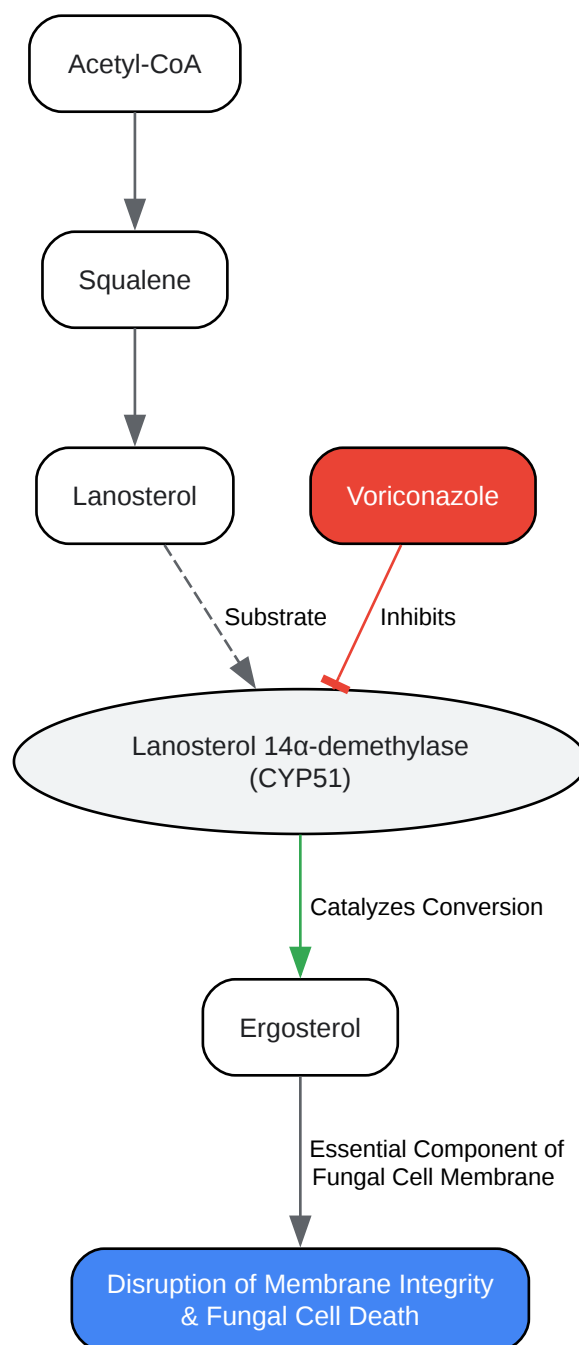 Acetyl-CoA
Squalene
Lanosterol
Voriconazole
Substrate
Inhibits
Lanosterol 14α-demethylase
(CYP51)
Catalyzes Conversion
Ergosterol
Essential Component of
Fungal Cell Membrane
Disruption of Membrane Integrity
& Fungal Cell Death